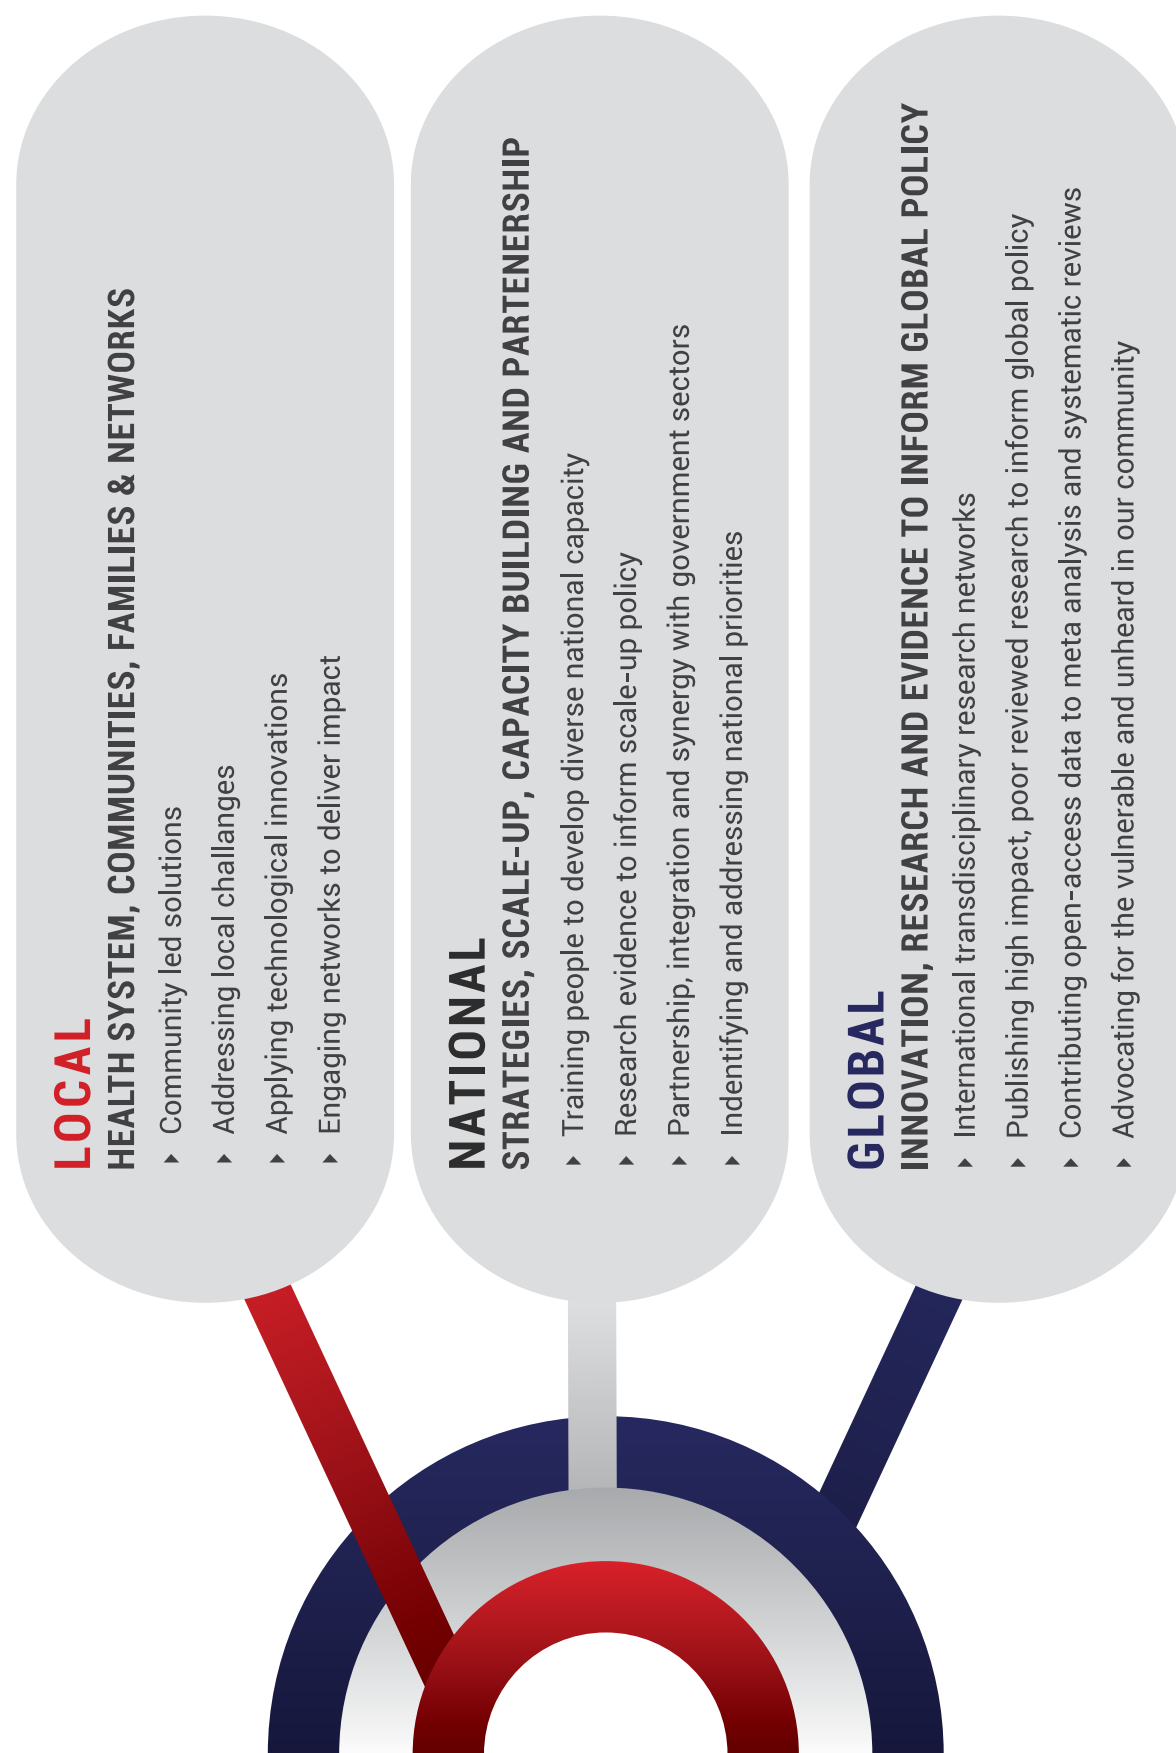 LOCAL
HEALTH SYSTEM, COMMUNITIES, FAMILIES & NETWORKS
Community led solutions
Addressing local challanges
Applying technological innovations
Engaging networks to deliver impact
NATIONAL
STRATEGIES, SCALE-UP, CAPACITY BUILDING AND PARTENERSHIP
Training people to develop diverse national capacity
Research evidence to inform scale-up policy
Partnership, integration and synergy with government sectors
Indentifying and addressing national priorities
GLOBAL
INNOVATION, RESEARCH AND EVIDENCE TO INFORM GLOBAL POLICY
International transdisciplinary research networks
Publishing high impact, poor reviewed research to inform global policy
Contributing open-access data to meta analysis and systematic reviews
Advocating for the vulnerable and unheard in our community